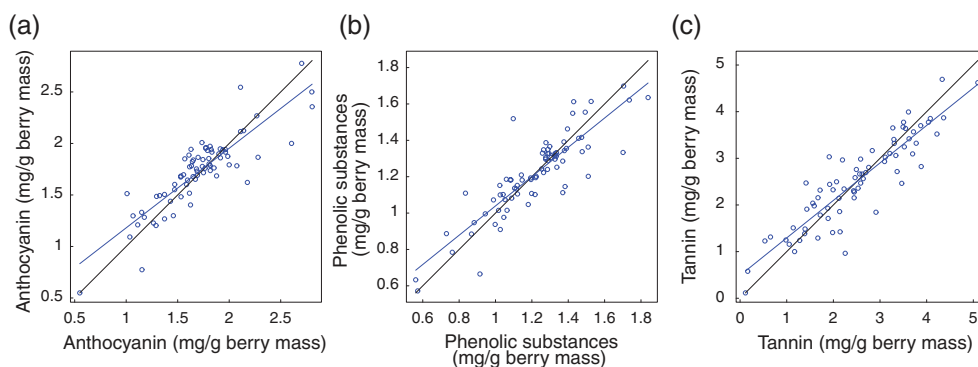 (a)
Anthocyanin (mg/g berry mass)
2.5
2
1.5
1
0.5
0.5 1 1.5 2 2.5
Anthocyanin (mg/g berry mass)
(b)
Phenolic substances
(mg/g berry mass)
1.8
1.6
1.4
1.2
1
0.8
0.6
0.6 0.8 1 1.2 1.4 1.6 1.8
Phenolic substances
(mg/g berry mass)
(c)
Tannin (mg/g berry mass)
5
4
3
2
1
0
0 1 2 3 4 5
Tannin (mg/g berry mass)